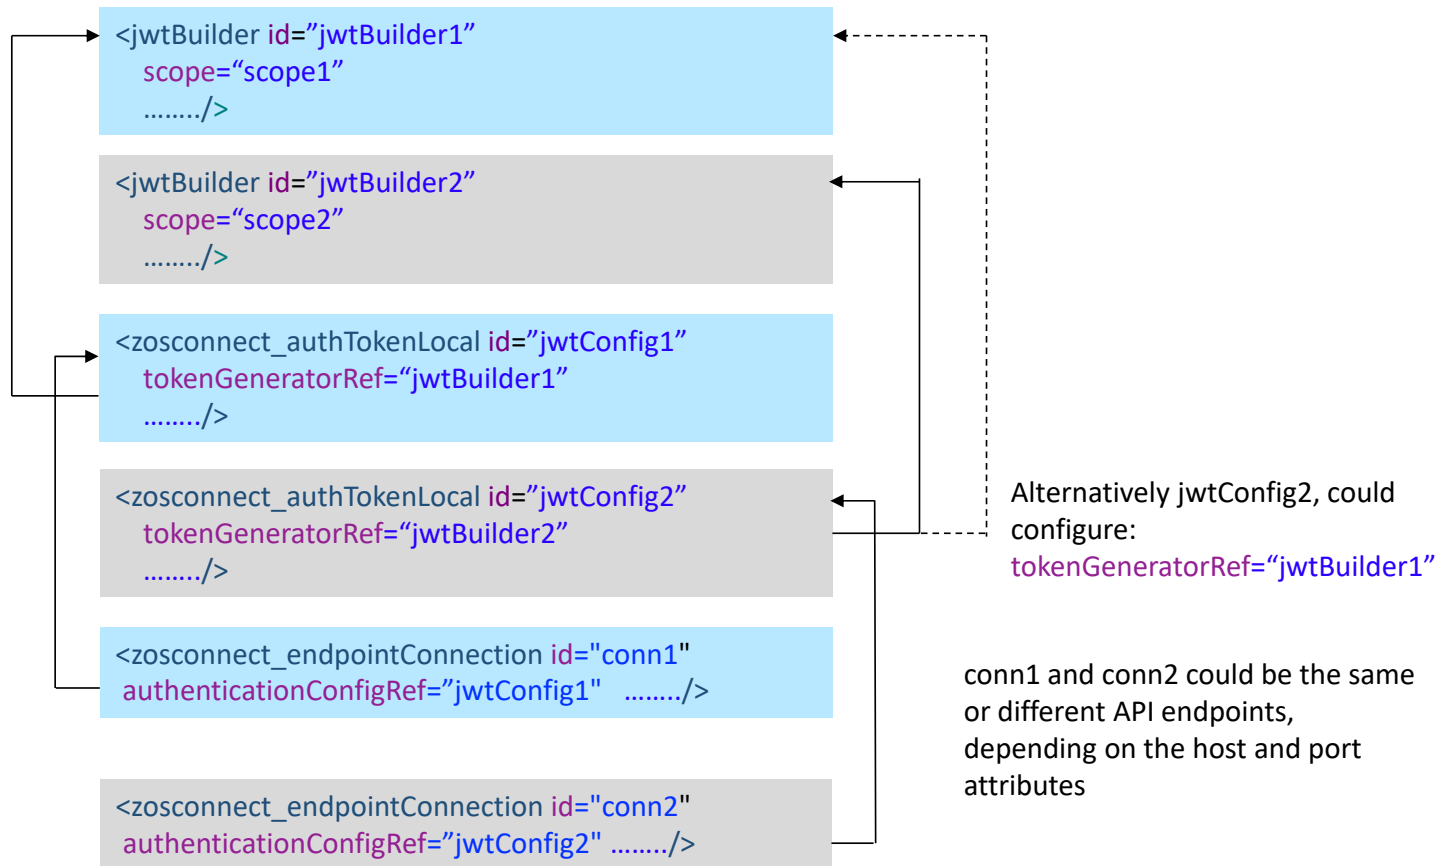 <jwtBuilder id=”jwtBuilder1”
scope=“scope1”
……../>
<jwtBuilder id=”jwtBuilder2”
scope=“scope2”
……../>
<zosconnect_authTokenLocal id=”jwtConfig1”
tokenGeneratorRef=“jwtBuilder1”
……../>
<zosconnect_authTokenLocal id=”jwtConfig2”
tokenGeneratorRef=“jwtBuilder2”
……../>
Alternatively jwtConfig2, could
configure:
tokenGeneratorRef=“jwtBuilder1”
<zosconnect_endpointConnection id="conn1"
authenticationConfigRef=”jwtConfig1" ……../>
conn1 and conn2 could be the same
or different API endpoints,
depending on the host and port
attributes
<zosconnect_endpointConnection id="conn2"
authenticationConfigRef=”jwtConfig2" ……../>